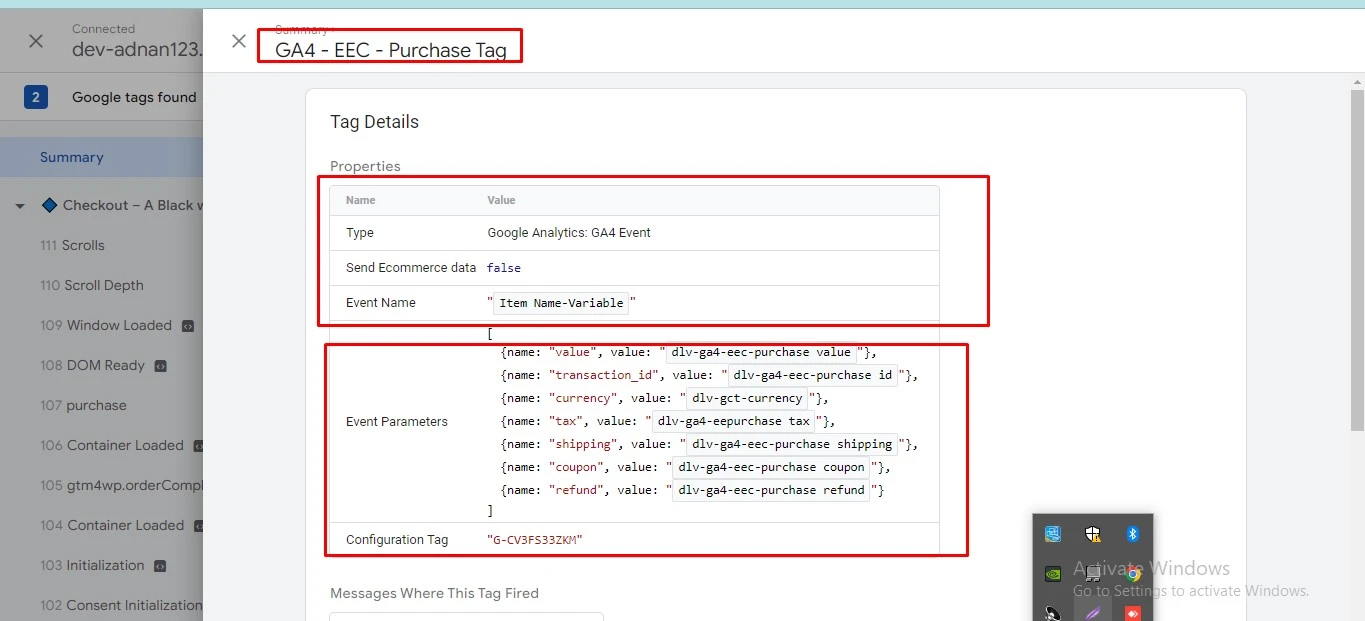 Connected
dev-adnan123.
Summary
GA4 - EEC - Purchase Tag
2 Google tags found
Summary
Checkout – A Black w
111 Scrolls
110 Scroll Depth
109 Window Loaded
108 DOM Ready
107 purchase
106 Container Loaded
105 gtm4wp.orderCompl
104 Container Loaded
103 Initialization
102 Consent Initialization
Tag Details
Properties
Name Value
Type Google Analytics: GA4 Event
Send Ecommerce data false
Event Name " Item Name-Variable "
Event Parameters
[
{name: "value", value: " dlv-ga4-eec-purchase value "},
{name: "transaction_id", value: " dlv-ga4-eec-purchase id "},
{name: "currency", value: " dlv-gct-currency "},
{name: "tax", value: " dlv-ga4-eepurchase tax "},
{name: "shipping", value: " dlv-ga4-eec-purchase shipping "},
{name: "coupon", value: " dlv-ga4-eec-purchase coupon "},
{name: "refund", value: " dlv-ga4-eec-purchase refund "}
]
Configuration Tag "G-CV3FS33ZKM"
Messages Where This Tag Fired
Activate Windows
Go to Settings to activate Windows.